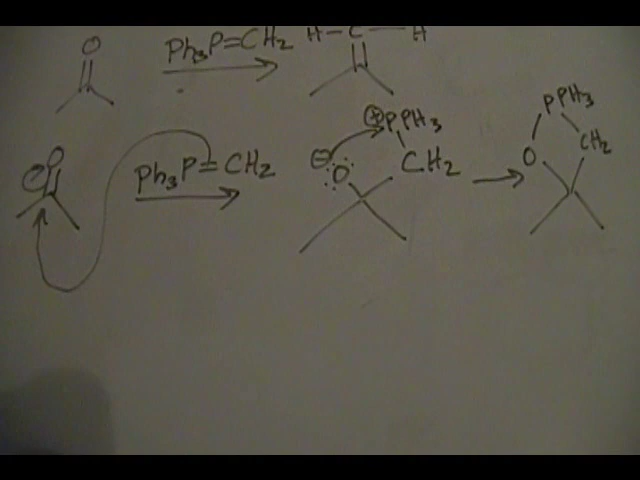 O Ph3P=CH2 H-C-H
O Ph3P=CH2 ⊕PPH3 ⊖ O CH2 PPH3 O CH2